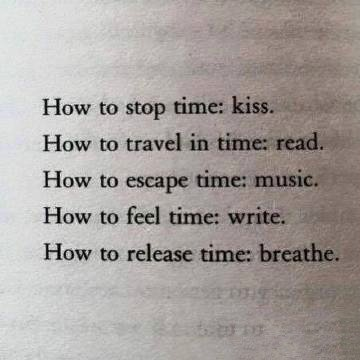 How to stop time: kiss.
How to travel in time: read.
How to escape time: music.
How to feel time: write.
How to release time: breathe.